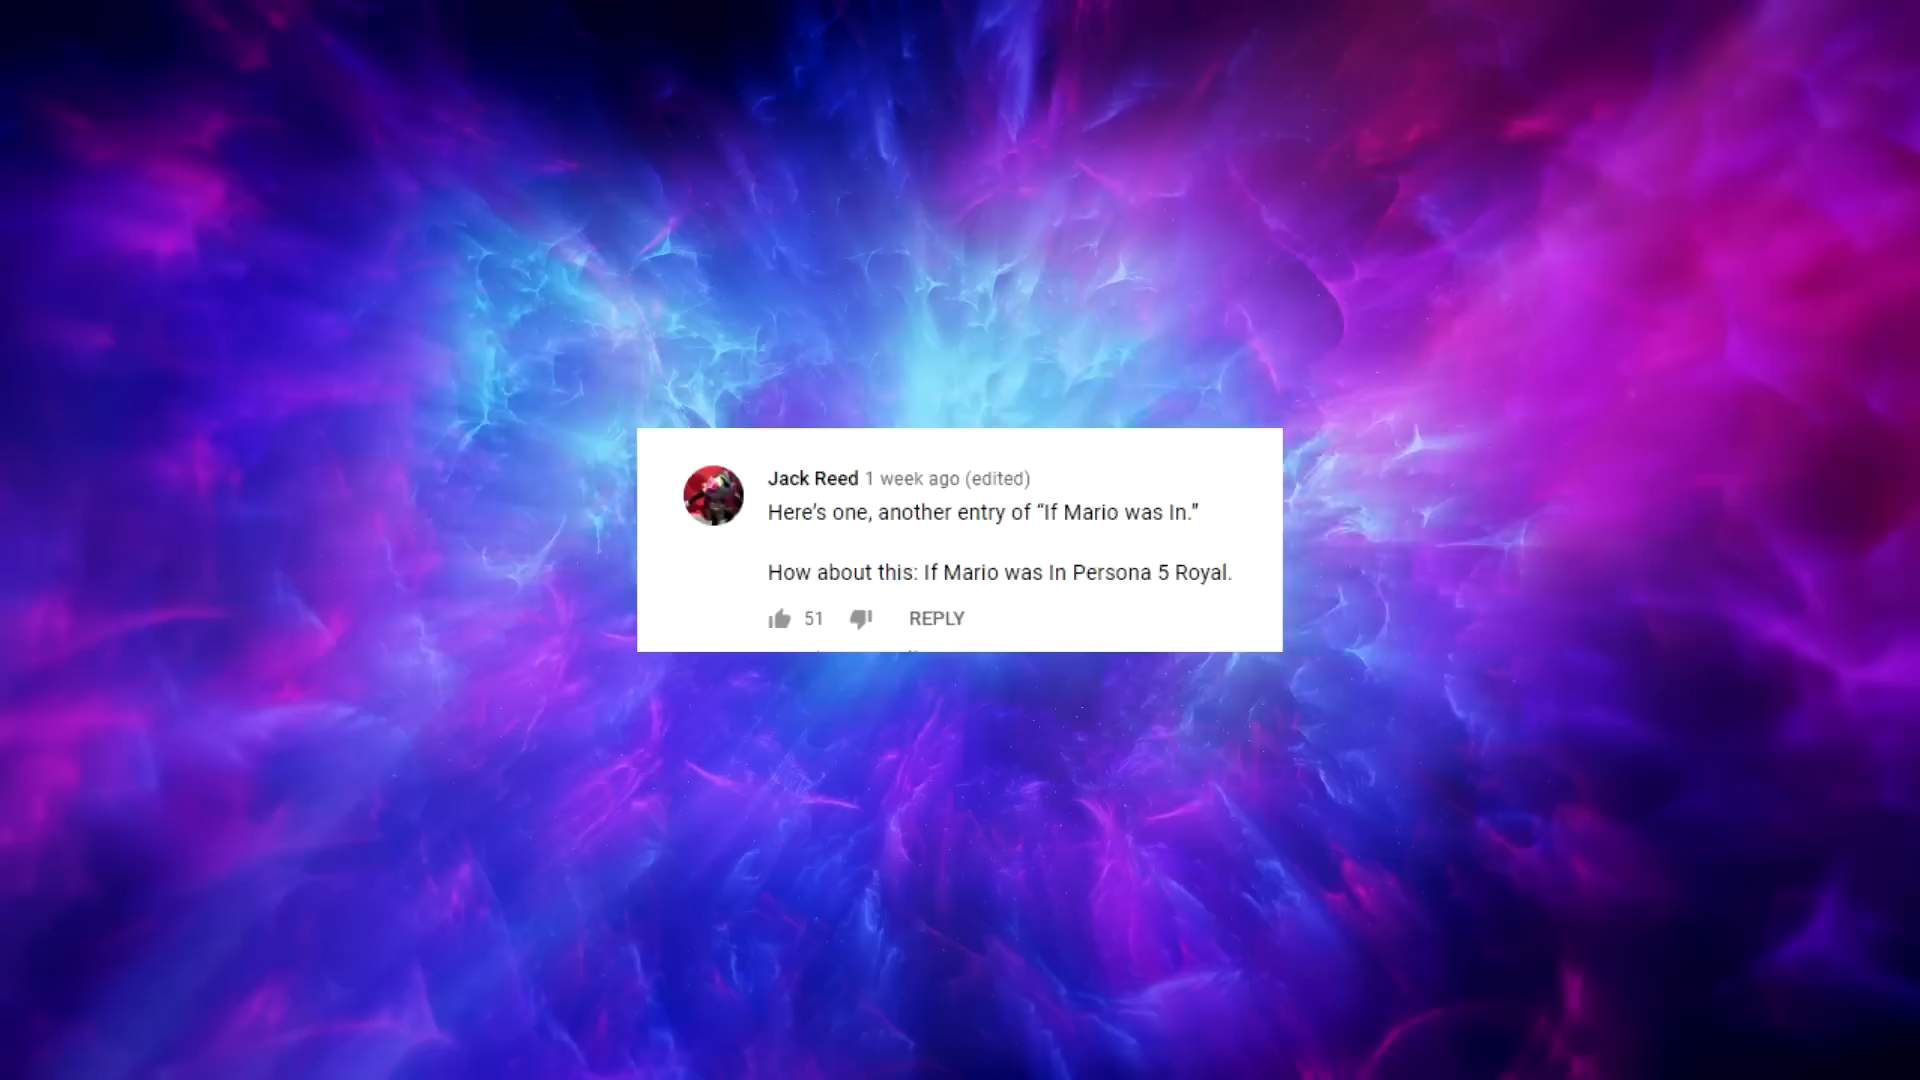 Jack Reed 1 week ago (edited)
Here’s one, another entry of “If Mario was In.”
How about this: If Mario was In Persona 5 Royal.
51 REPLY